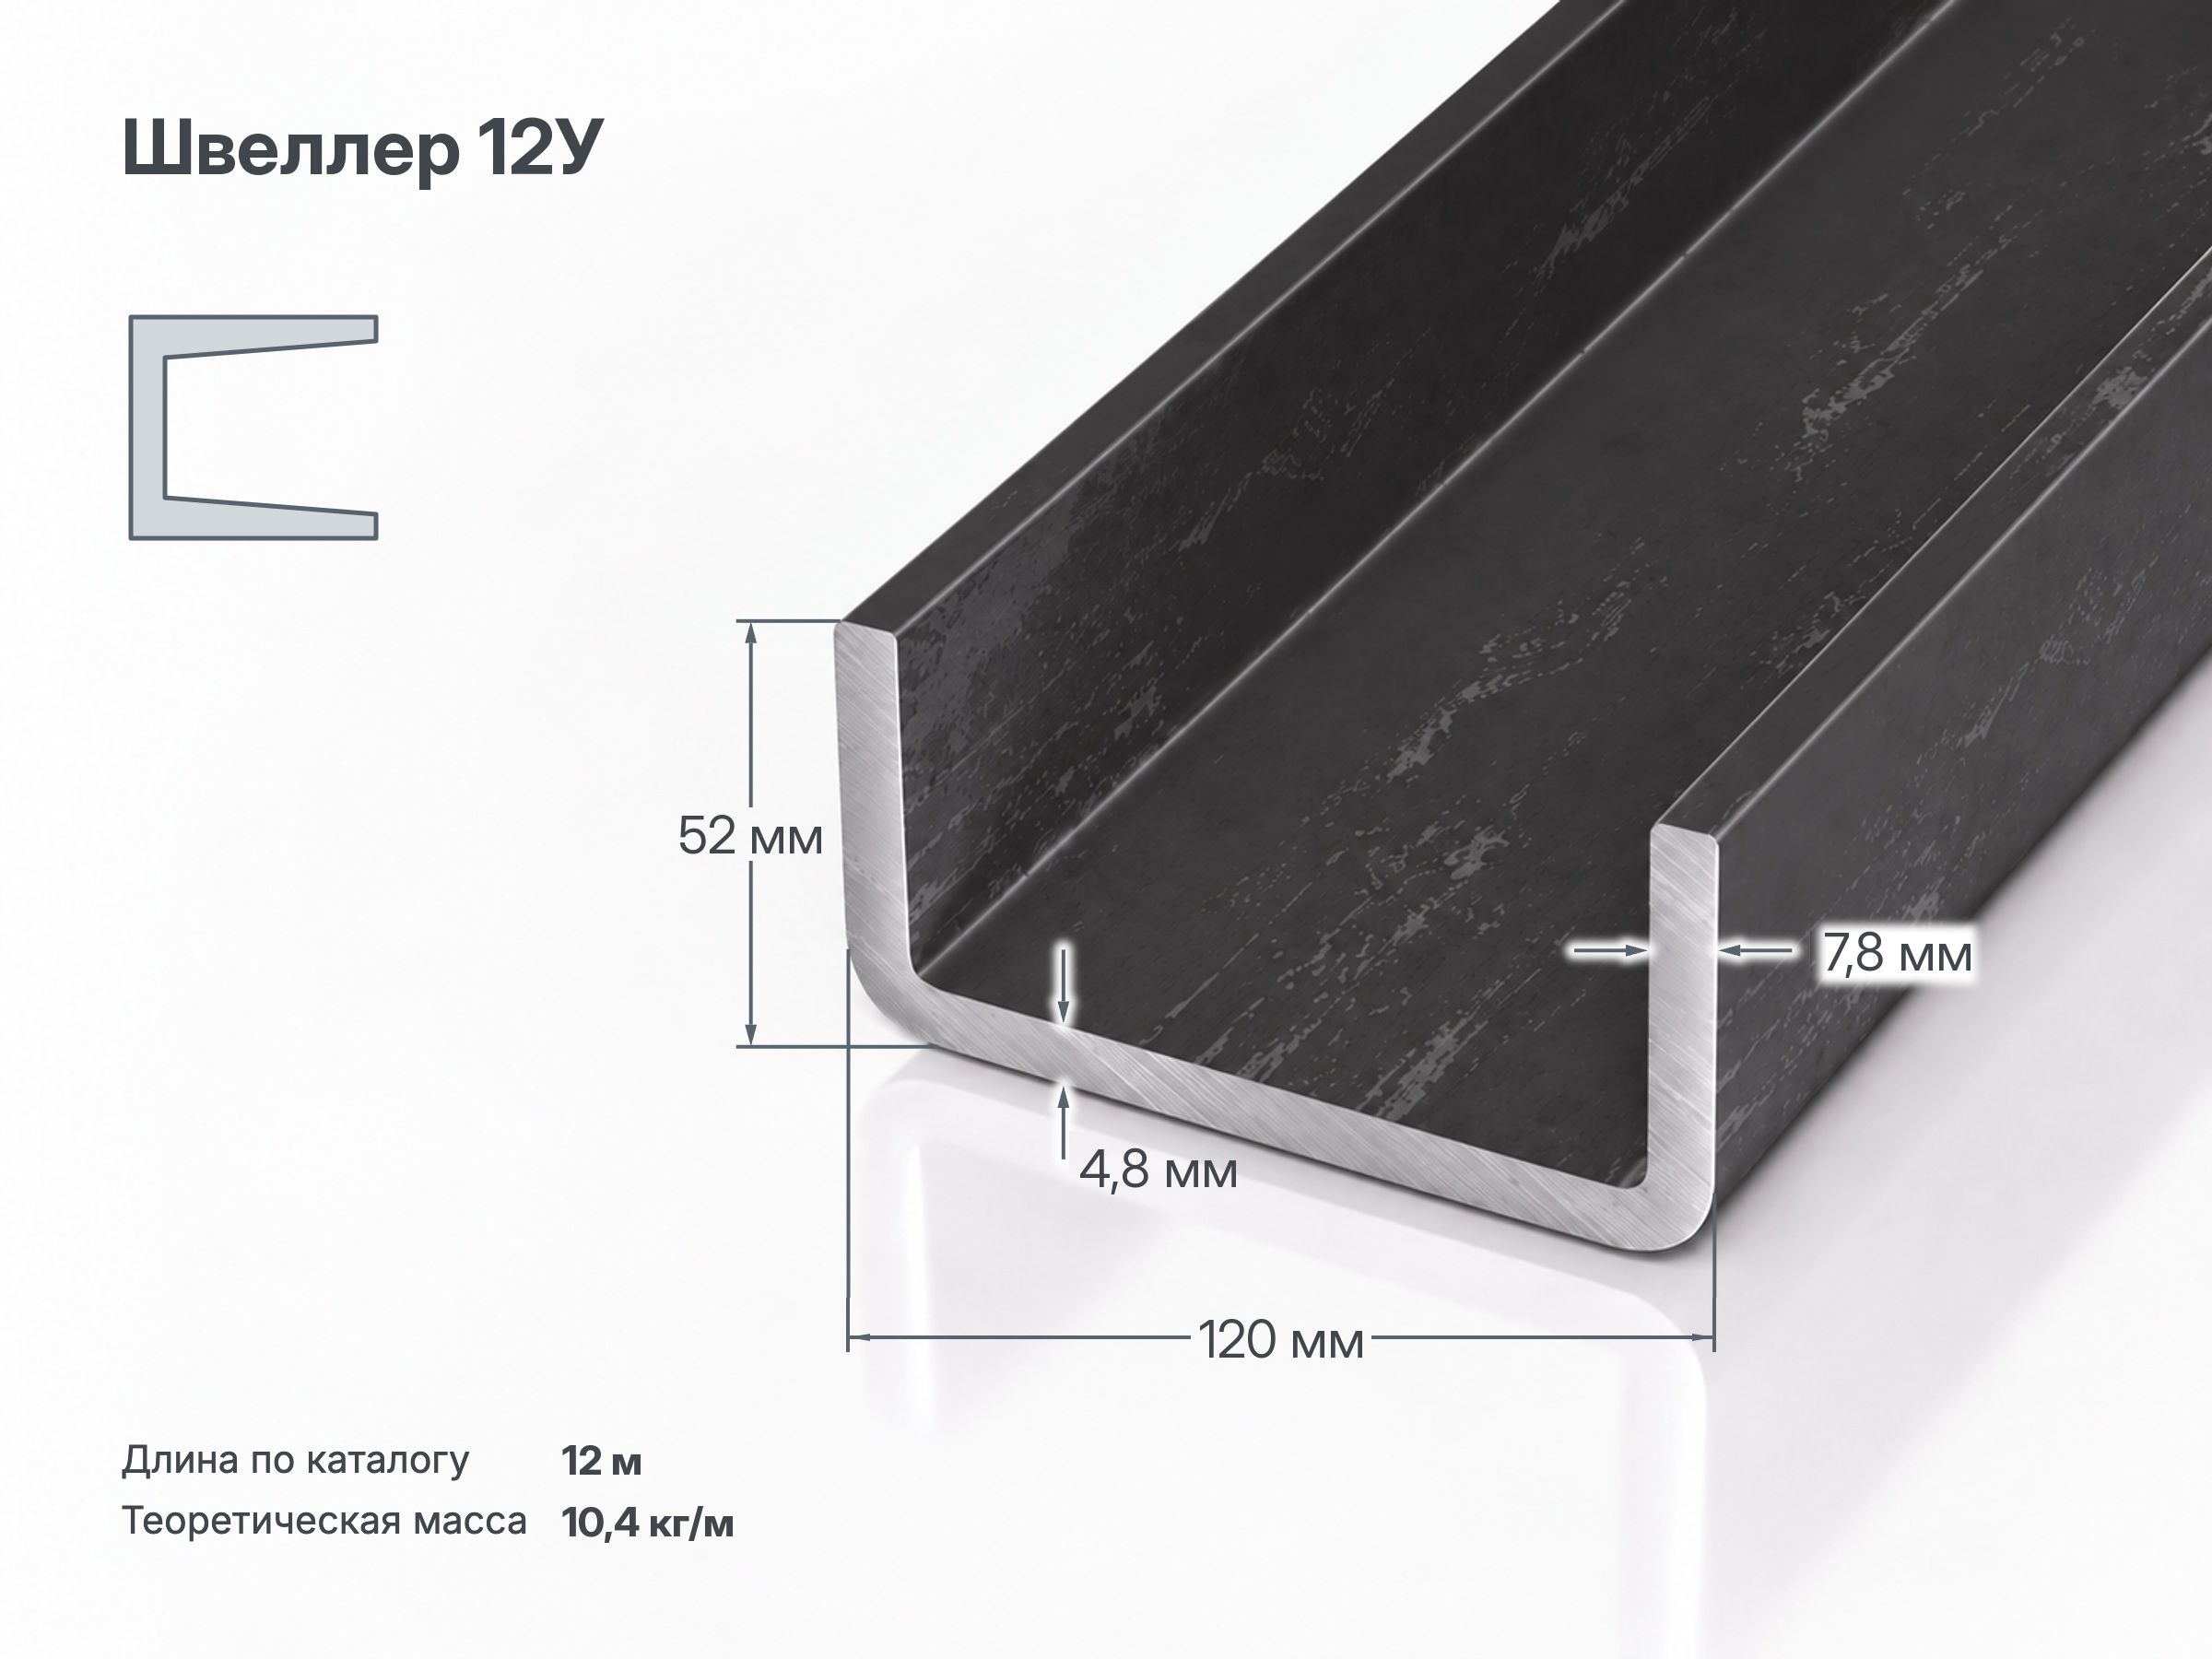 Швеллер 12У
52 мм
7,8 мм
4,8 мм
120 мм
Длина по каталогу 12 м
Теоретическая масса 10,4 кг/м